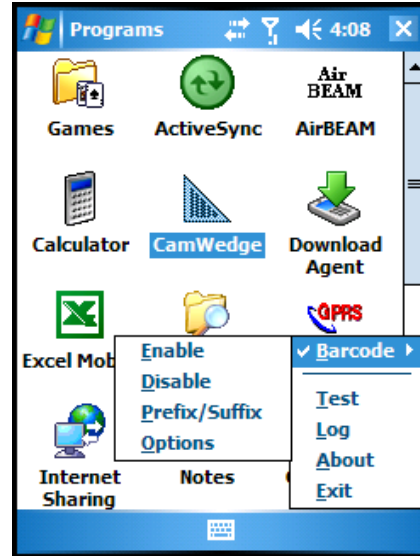 Programs 4:08
Games ActiveSync AirBEAM
Air
BEAM
Calculator CamWedge Download
Agent
GPRS
Excel Mob
Enable
Disable
Prefix/Suffix
Options
Barcode
Test
Log
About
Exit
Internet
Sharing
Notes